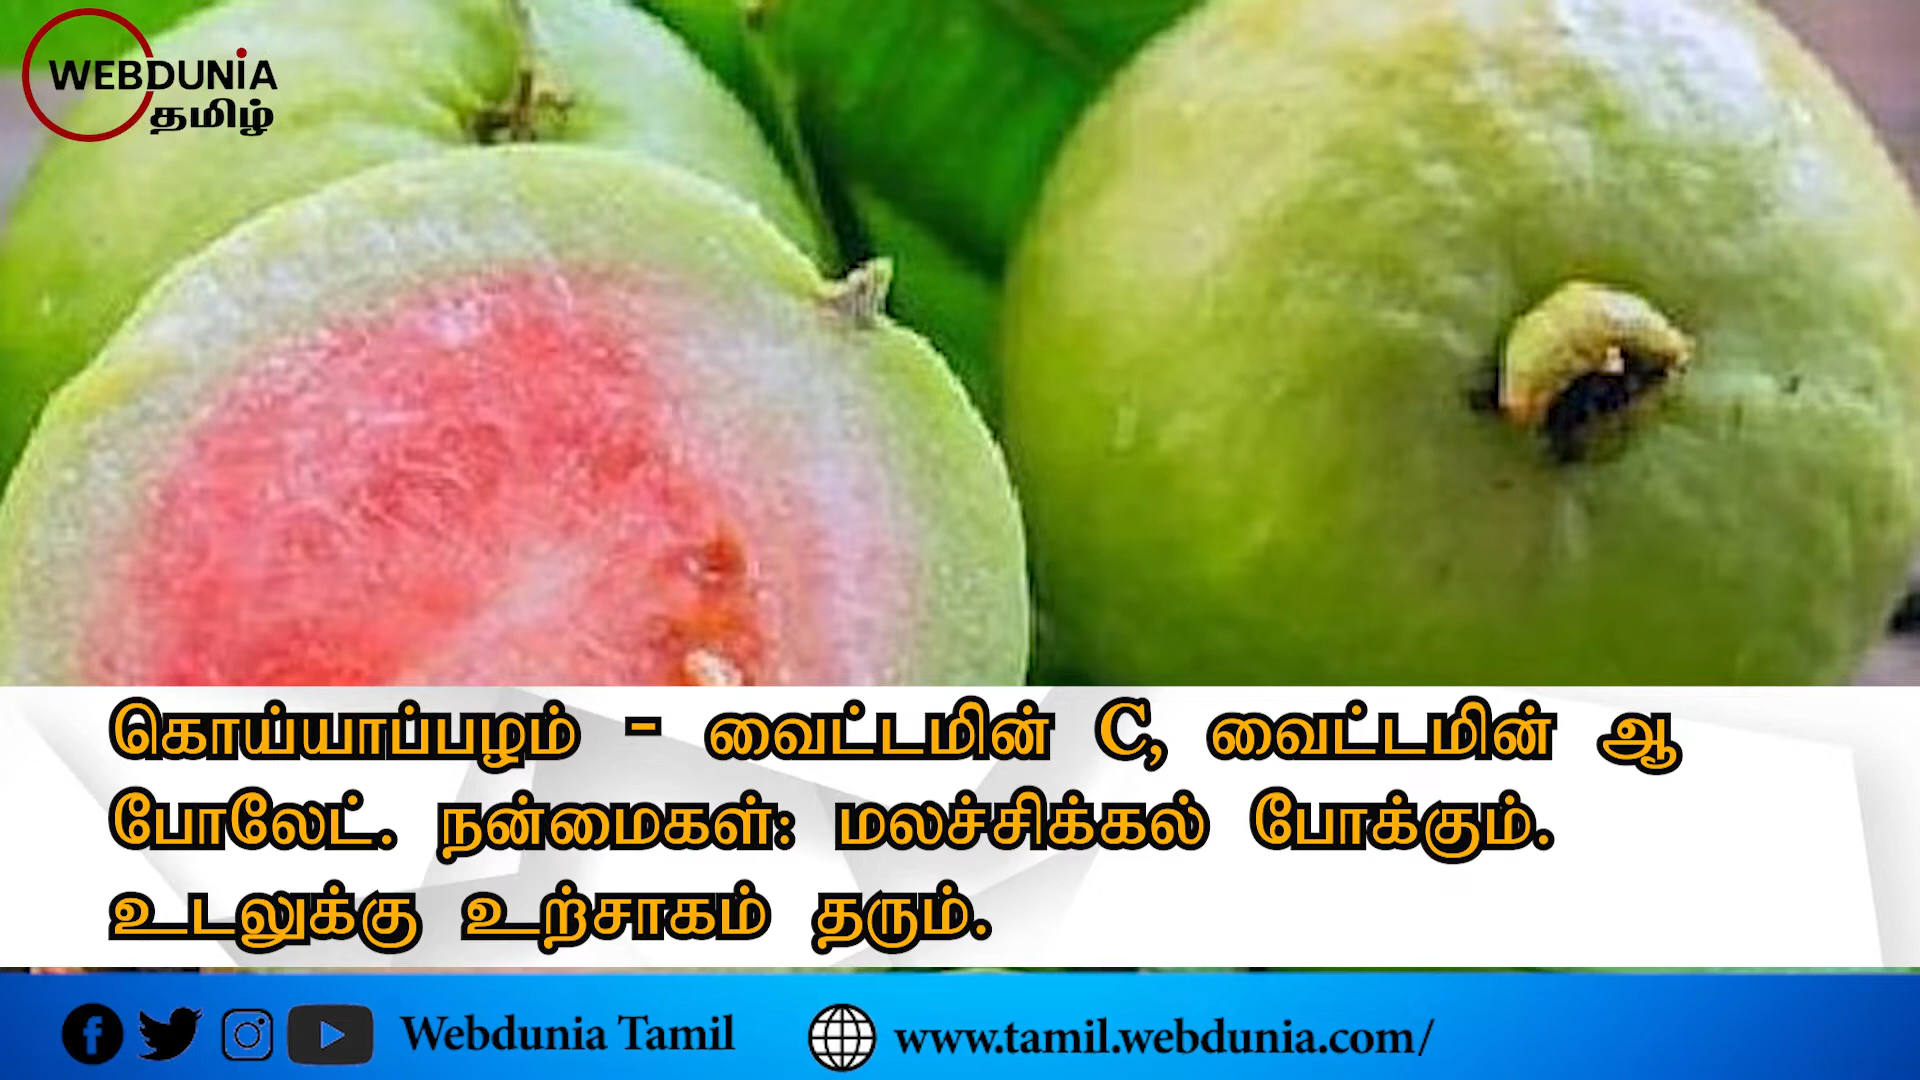 WEBDUNIA
தமிழ்
கொய்யாப்பழம் - வைட்டமின் C, வைட்டமின் ஆ
போலேட். நன்மைகள்: மலச்சிக்கல் போக்கும்.
உடலுக்கு உற்சாகம் தரும்.
Webdunia Tamil www.tamil.webdunia.com/